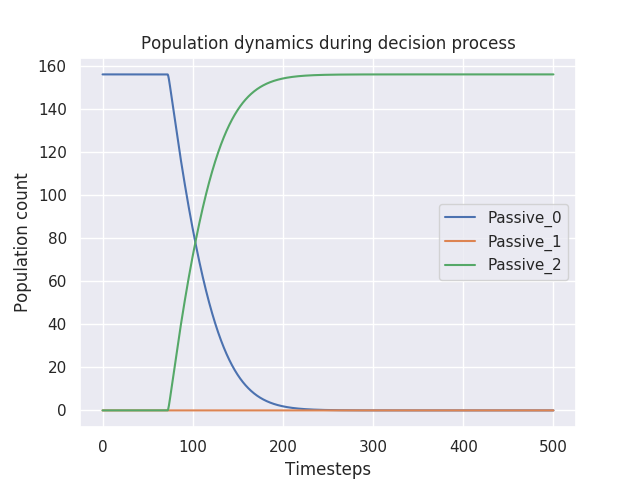 Population dynamics during decision process
Population count
160
140
120
100
80
60
40
20
0
Passive_0
Passive_1
Passive_2
0 100 200 300 400 500
Timesteps